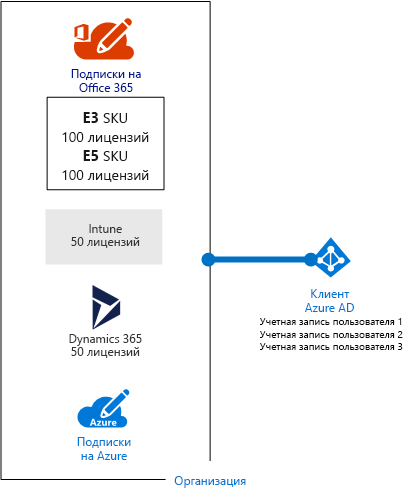 Подписки на
Office 365
E3 SKU
100 лицензий
E5 SKU
100 лицензий
Intune
50 лицензий
Dynamics 365
50 лицензий
Azure
Подписки
на Azure
Клиент
Azure AD
Учетная запись пользователя 1
Учетная запись пользователя 2
Учетная запись пользователя 3
Организация